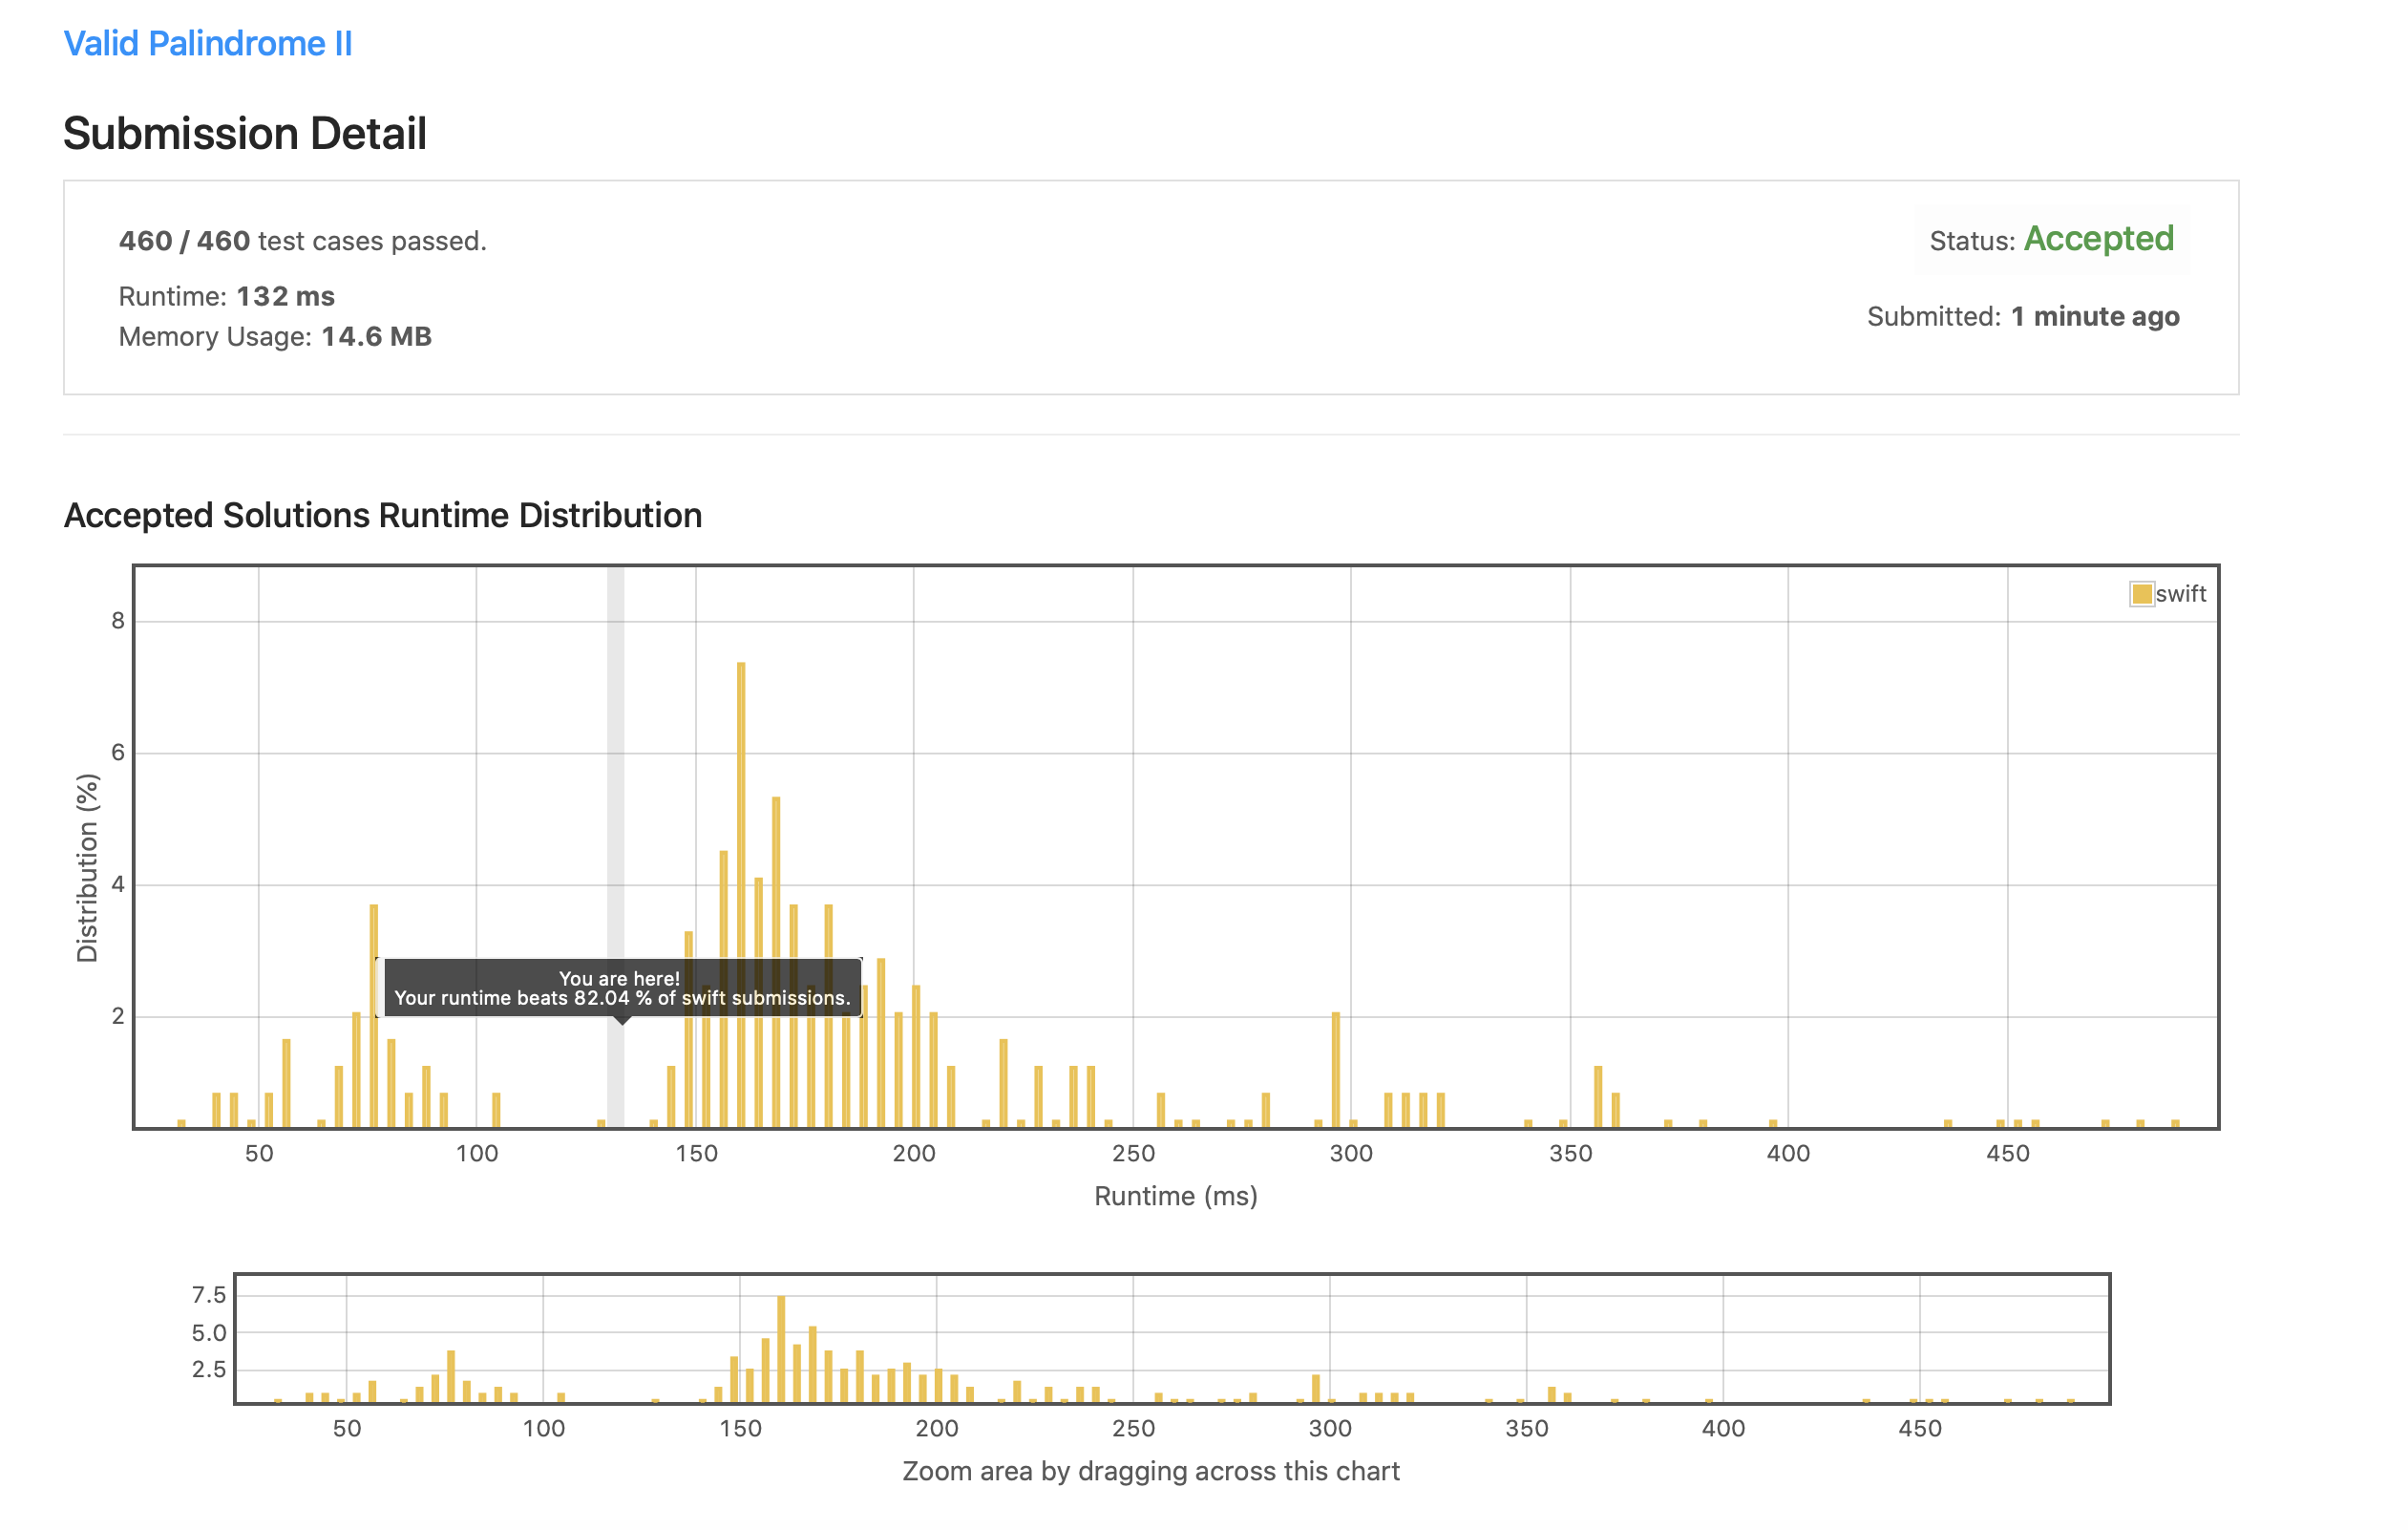 Valid Palindrome II
Submission Detail
460 / 460 test cases passed.
Status: Accepted
Runtime: 132 ms
Memory Usage: 14.6 MB
Submitted: 1 minute ago
Accepted Solutions Runtime Distribution
swift
8
6
4
2
Distribution (%)
You are here!
Your runtime beats 82.04 % of swift submissions.
50 100 150 200 250 300 350 400 450
Runtime (ms)
7.5
5.0
2.5
50 100 150 200 250 300 350 400 450
Zoom area by dragging across this chart